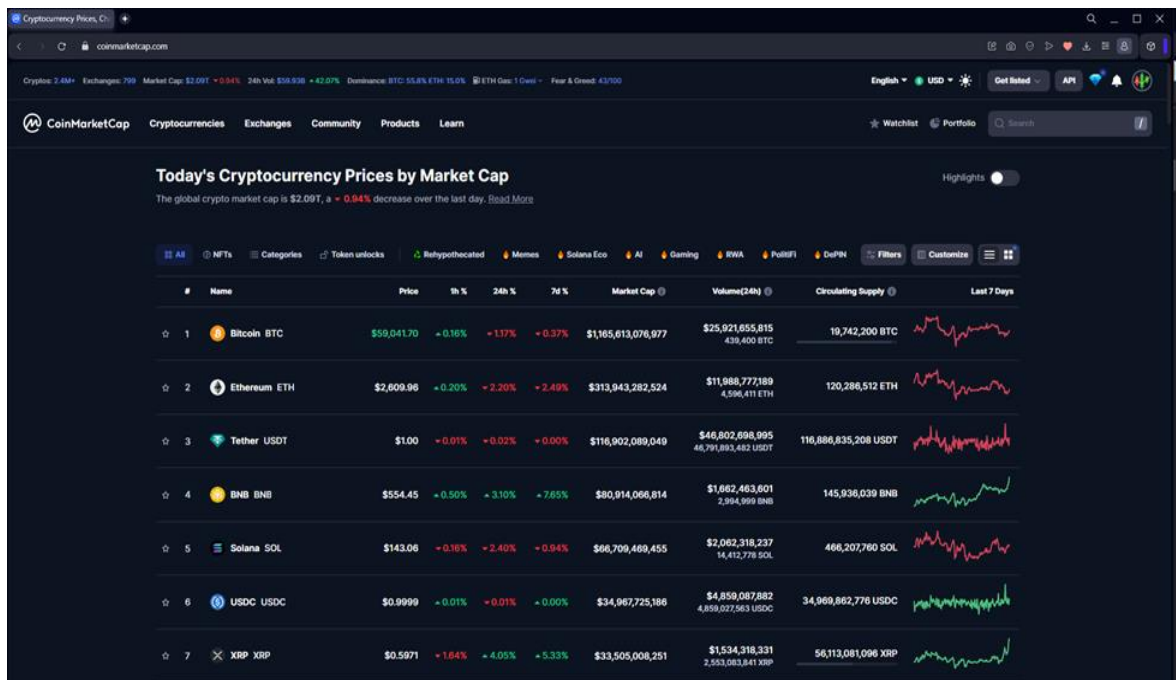 Cryptocurrency Prices, Ch
coinmarketcap.com
Cryptos: 2.4M+ Exchanges: 799 Market Cap: $2.09T 0.94% 24h Vol: $59.93B 42.07% Dominance: BTC: 55.8% ETH: 15.0% ETH Gas: 1 Gwei Fear & Greed: 43/100 English USD Get listed API
CoinMarketCap Cryptocurrencies Exchanges Community Products Learn Watchlist Portfolio Search /
Today's Cryptocurrency Prices by Market Cap Highlights
The global crypto market cap is $2.09T, a 0.94% decrease over the last day. Read More
All NFTs Categories Token unlocks Rehypothecated Memes Solana Eco AI Gaming RWA PolitiFi DePIN Filters Customize
# Name Price 1h % 24h % 7d % Market Cap Volume(24h) Circulating Supply Last 7 Days
1 Bitcoin BTC $59,041.70 0.16% 1.17% 0.37% $1,165,613,076,977 $25,921,655,815 19,742,200 BTC
439,400 BTC
2 Ethereum ETH $2,609.96 0.20% 2.20% 2.49% $313,943,282,524 $11,988,777,189 120,286,512 ETH
4,596,411 ETH
3 Tether USDT $1.00 0.01% 0.02% 0.00% $116,902,089,049 $46,802,698,995 116,886,835,208 USDT
46,791,893,482 USDT
4 BNB BNB $554.45 0.50% 3.10% 7.65% $80,914,066,814 $1,662,463,601 145,936,039 BNB
2,994,999 BNB
5 Solana SOL $143.06 0.16% 2.40% 0.94% $66,709,469,455 $2,062,318,237 466,207,760 SOL
14,412,778 SOL
6 USDC USDC $0.9999 0.01% 0.01% 0.00% $34,967,725,186 $4,859,087,882 34,969,862,776 USDC
4,859,027,563 USDC
7 XRP XRP $0.5971 1.64% 4.05% 5.33% $33,505,008,251 $1,534,318,331 56,113,081,096 XRP
2,553,083,841 XRP